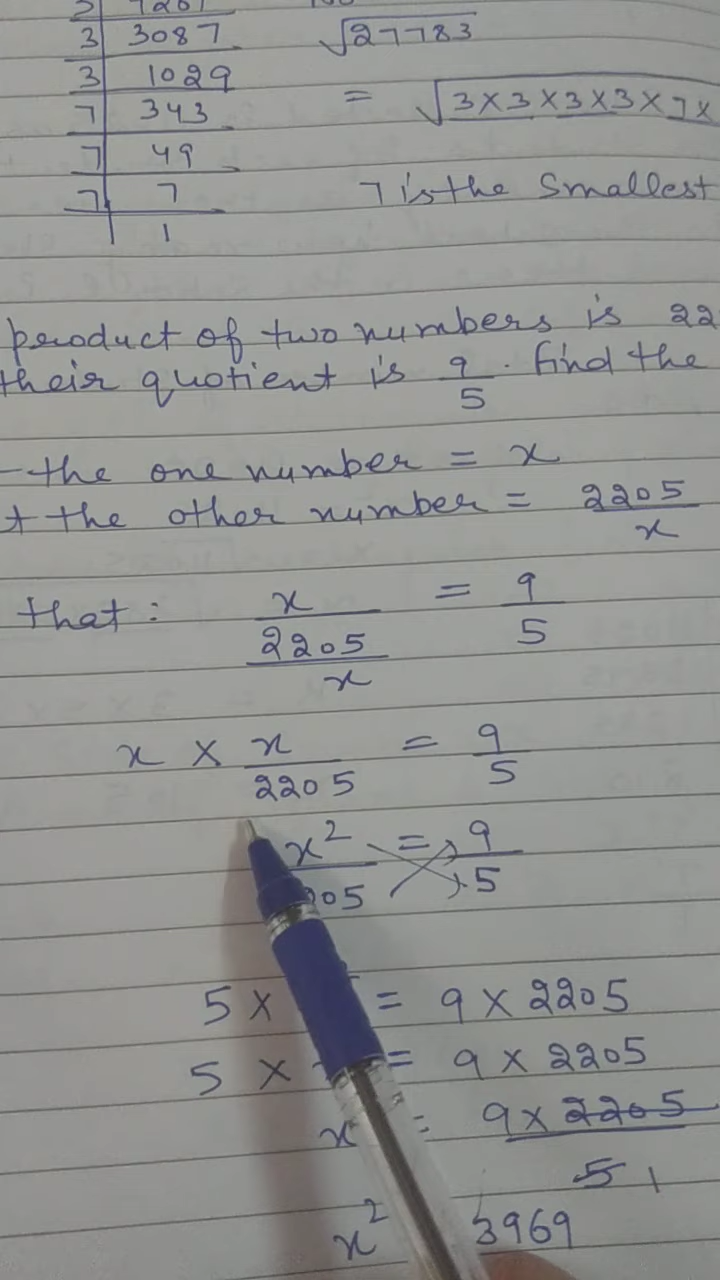 3 3087 √27783
3 1029
7 343 = √3×3×3×3×7×
7 49
7 7 7 is the Smallest
1
product of two numbers is 22
their quotient is 9/5. find the
the one number = x
the other number = 2205/x
that: x/(2205/x) = 9/5
x × x/2205 = 9/5
x² = 9
205 5
5 × = 9 × 2205
5 × = 9 × 2205
x = 9 × 2205
5 1
x² 3969